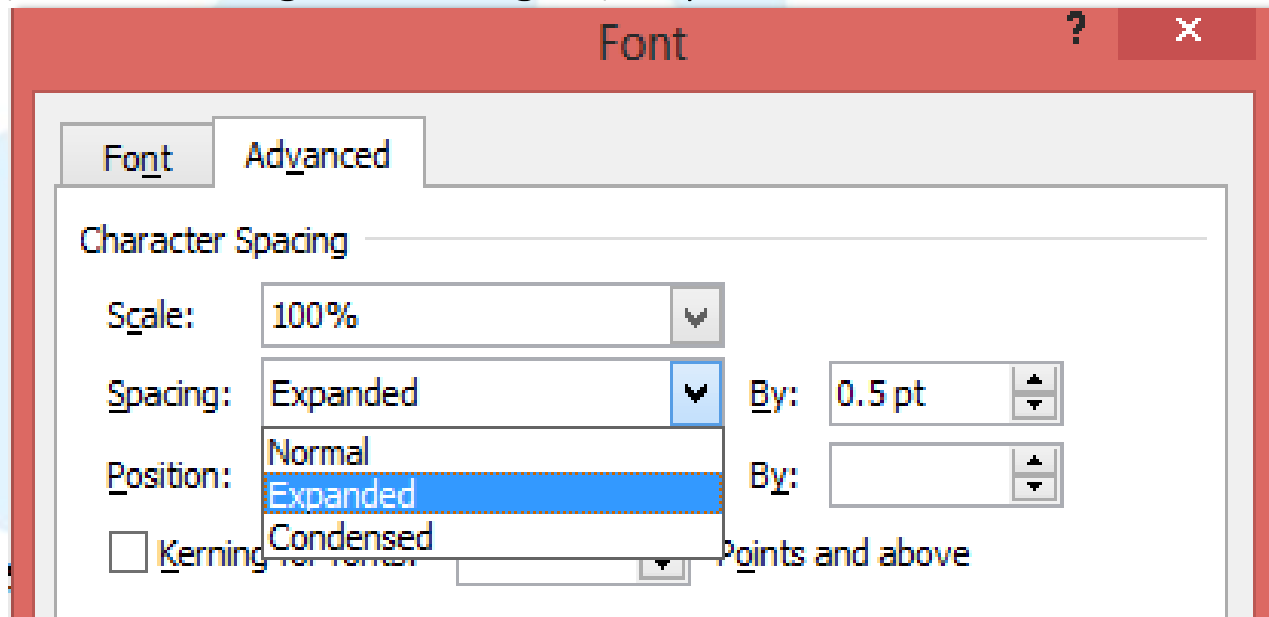 Font ?
Font Advanced
Character Spacing
Scale: 100%
Spacing: Expanded By: 0.5 pt
Normal
Position: By:
Expanded
Condensed
Kerning Points and above